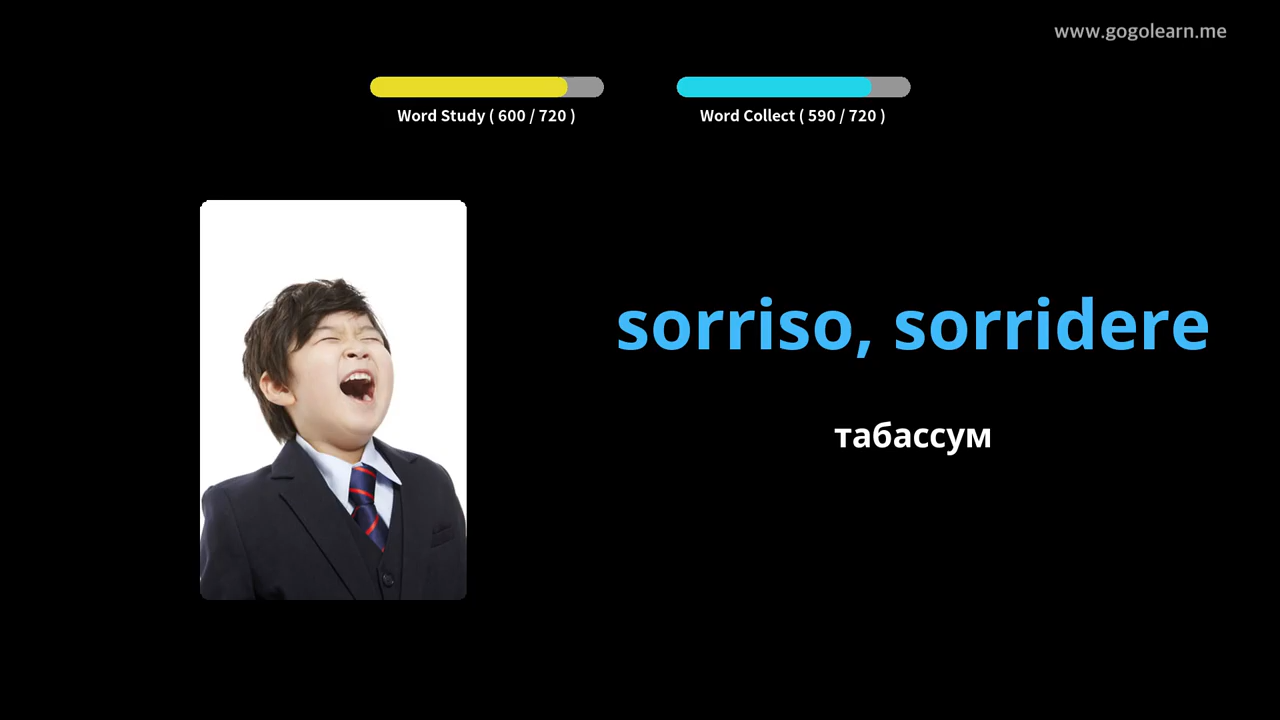 www.gogolearn.me
Word Study ( 600 / 720 )
Word Collect ( 590 / 720 )
sorriso, sorridere
табассум